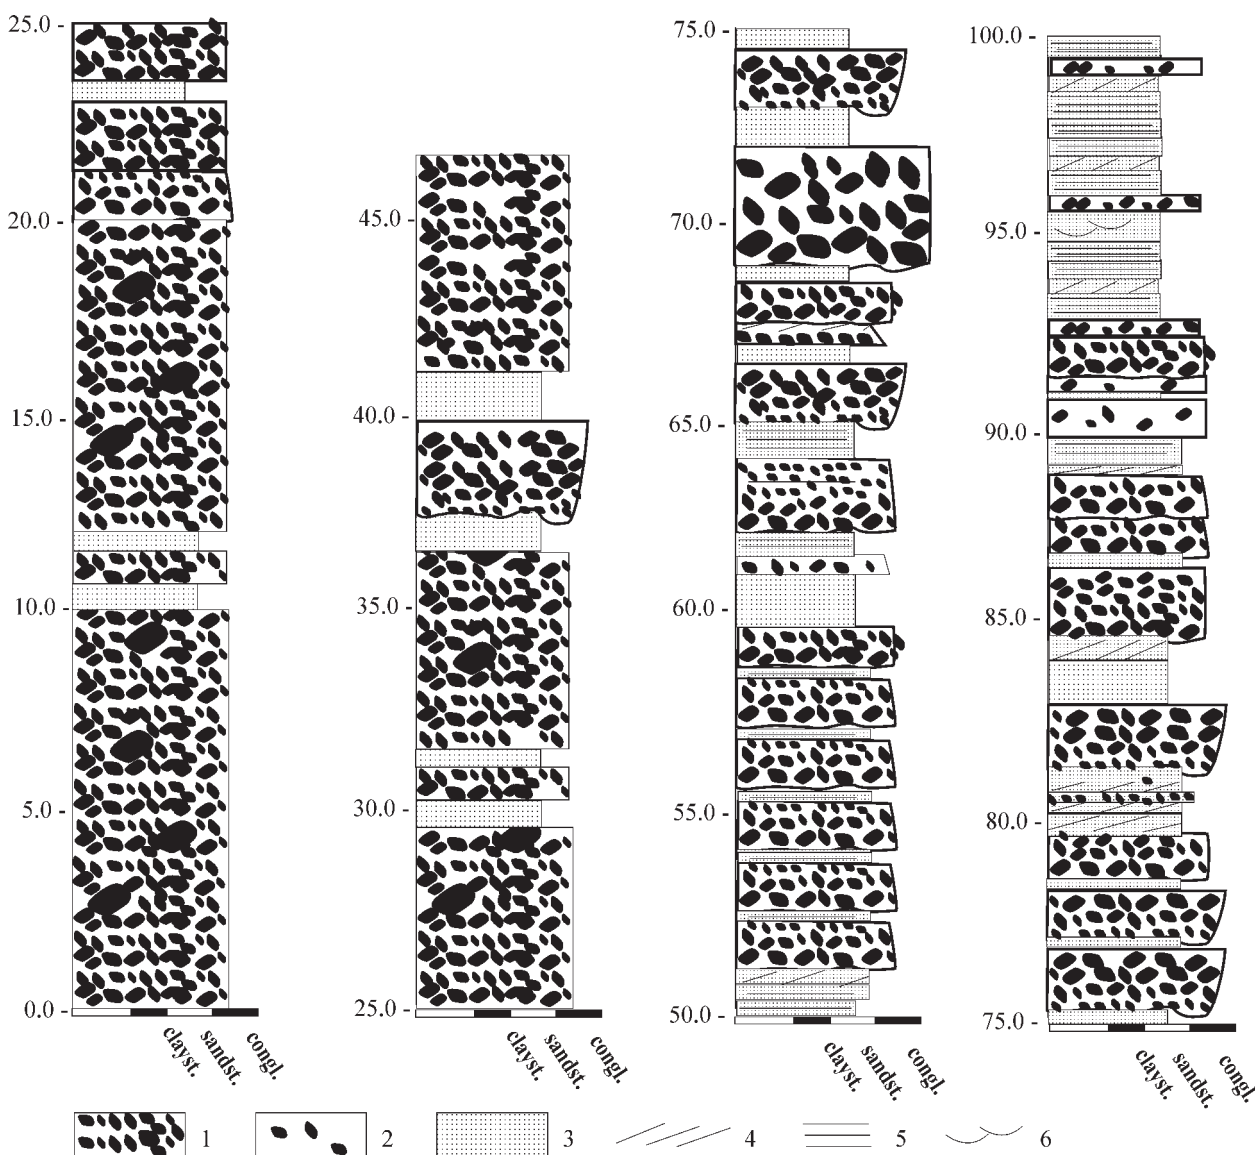 25.0 -
20.0 -
15.0 -
10.0 -
5.0 -
0.0 -
clayst.
sandst.
congl.
45.0 -
40.0 -
35.0 -
30.0 -
25.0 -
clayst.
sandst.
congl.
75.0 -
70.0 -
65.0 -
60.0 -
55.0 -
50.0 -
clayst.
sandst.
congl.
100.0 -
95.0 -
90.0 -
85.0 -
80.0 -
75.0 -
clayst.
sandst.
congl.
1
2
3
4
5
6